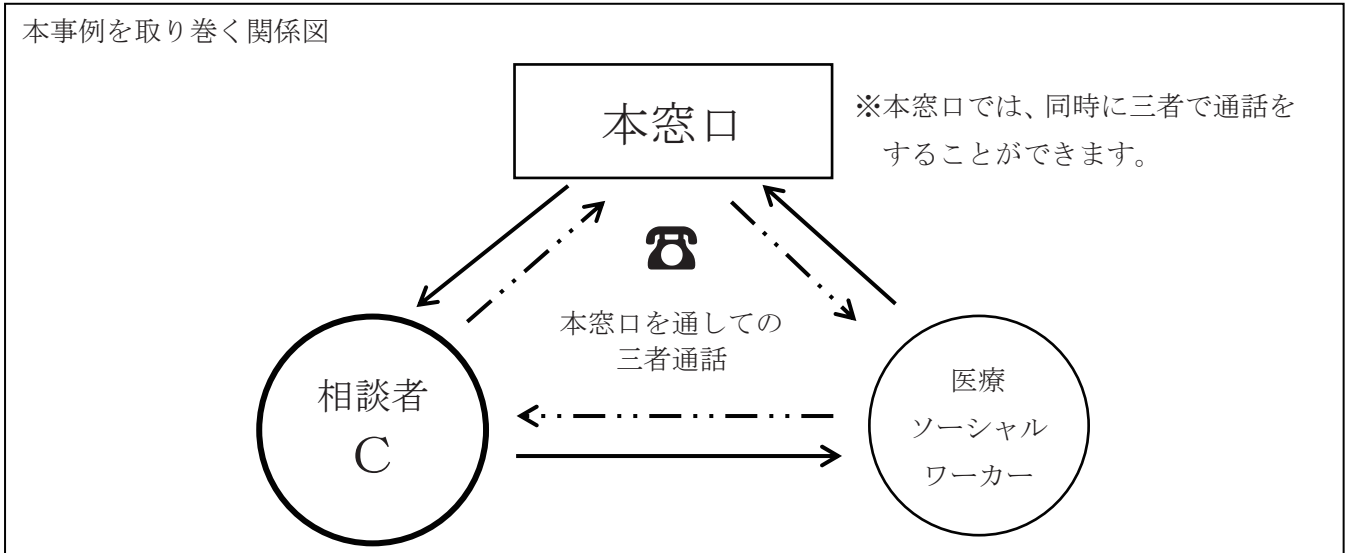 本事例を取り巻く関係図
本窓口
※本窓口では、同時に三者で通話を
することができます。
本窓口を通しての
三者通話
相談者
C
医療
ソーシャル
ワーカー